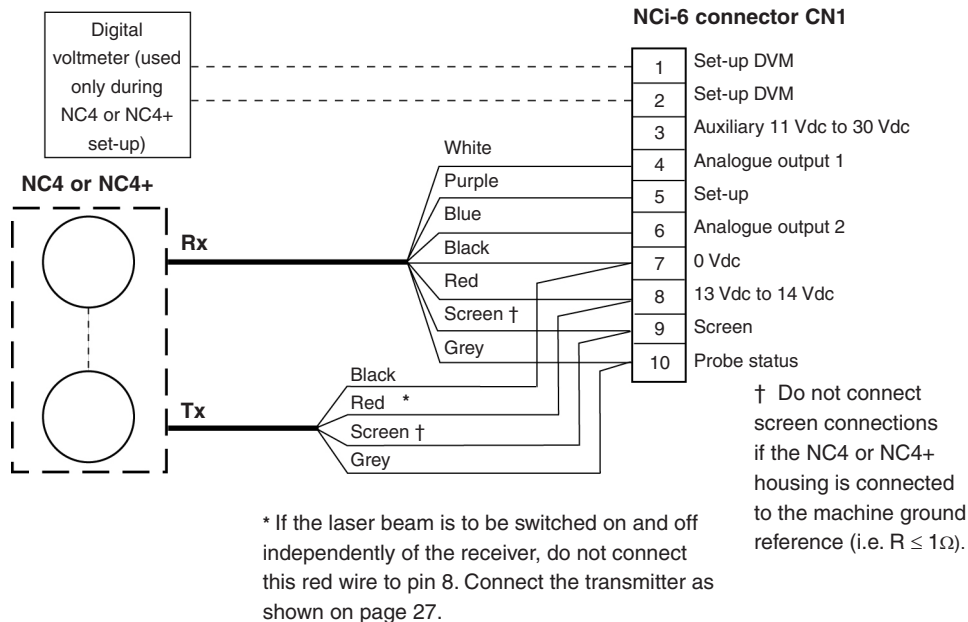 NCi-6 connector CN1
Digital
voltmeter (used
only during
NC4 or NC4+
set-up)
1 Set-up DVM
2 Set-up DVM
3 Auxiliary 11 Vdc to 30 Vdc
4 Analogue output 1
5 Set-up
6 Analogue output 2
7 0 Vdc
8 13 Vdc to 14 Vdc
9 Screen
10 Probe status
NC4 or NC4+
Rx
White
Purple
Blue
Black
Red
Screen †
Grey
Tx
Black
Red *
Screen †
Grey
† Do not connect
screen connections
if the NC4 or NC4+
housing is connected
to the machine ground
reference (i.e. R ≤ 1Ω).
* If the laser beam is to be switched on and off
independently of the receiver, do not connect
this red wire to pin 8. Connect the transmitter as
shown on page 27.